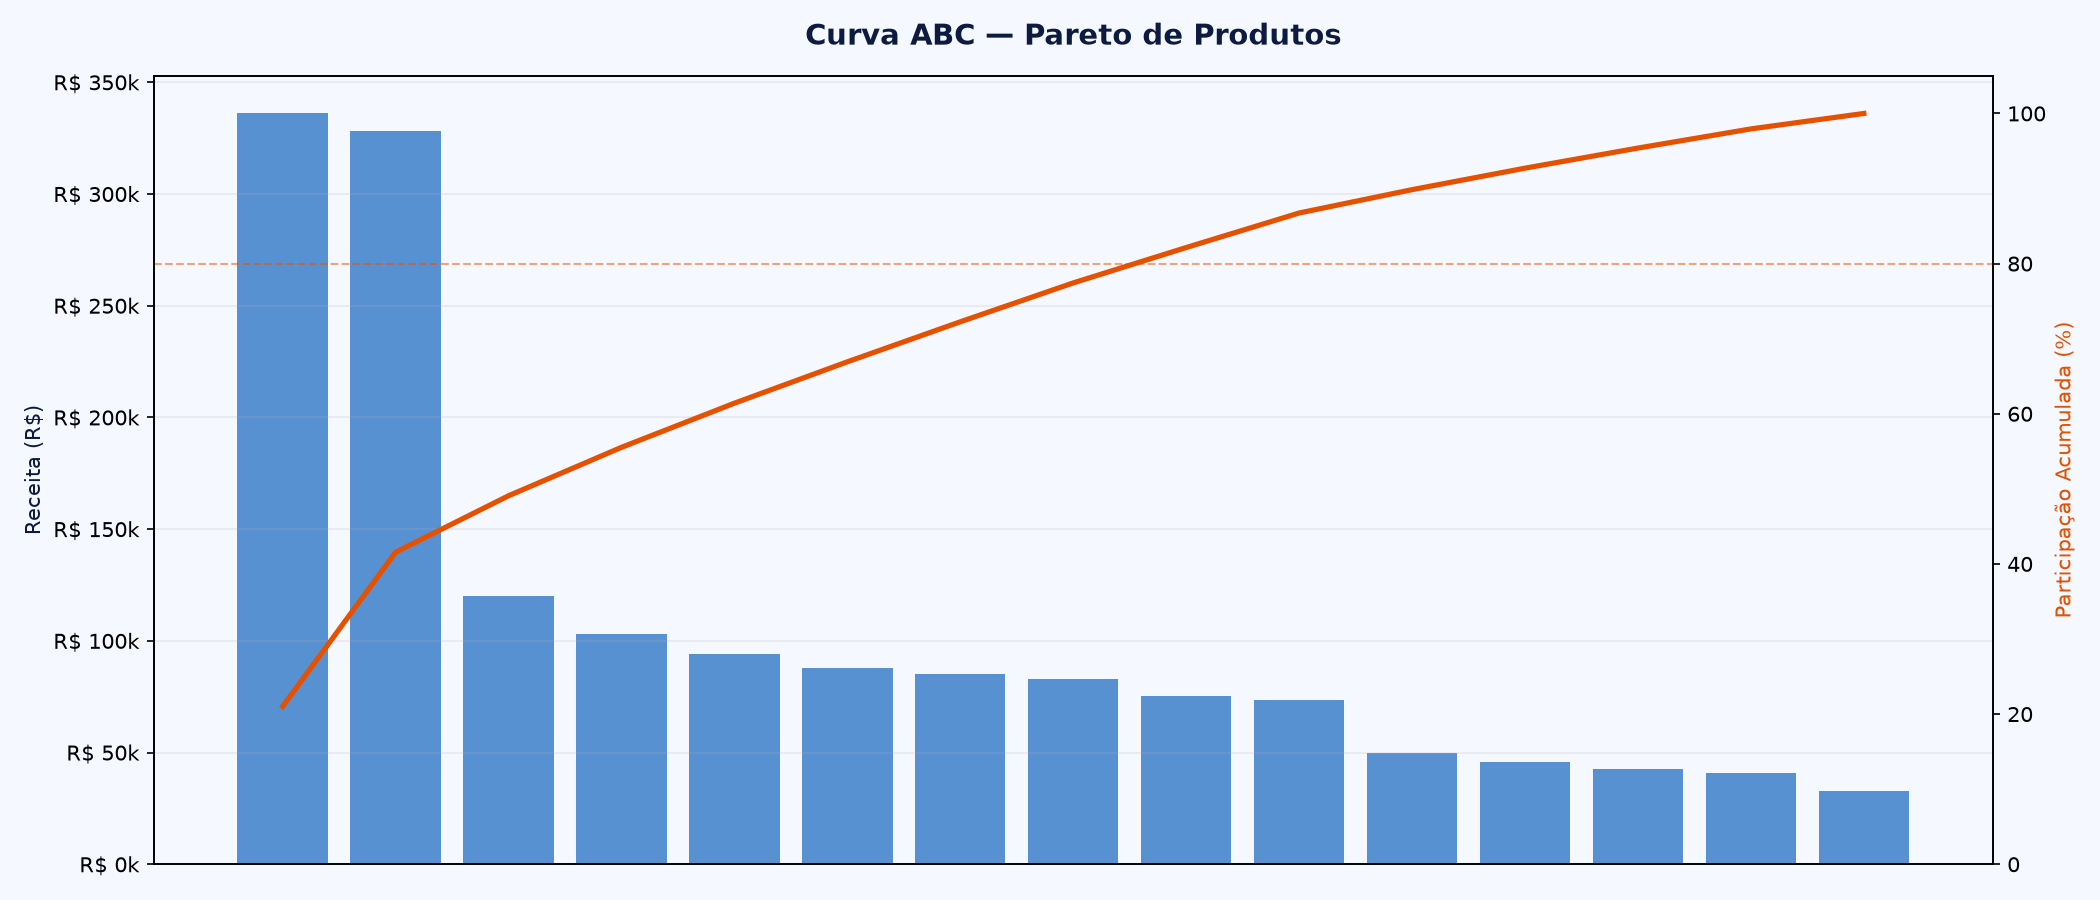 Curva ABC — Pareto de Produtos
Receita (R$)
R$ 350k
R$ 300k
R$ 250k
R$ 200k
R$ 150k
R$ 100k
R$ 50k
R$ 0k
100
80
60
40
20
0
Participação Acumulada (%)